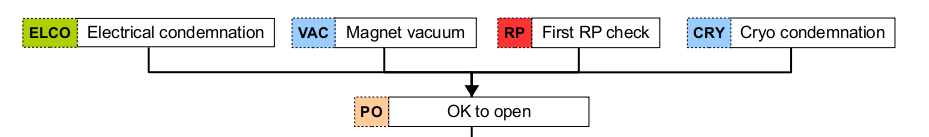 ELCO Electrical condemnation VAC Magnet vacuum RP First RP check CRY Cryo condemnation
PO OK to open